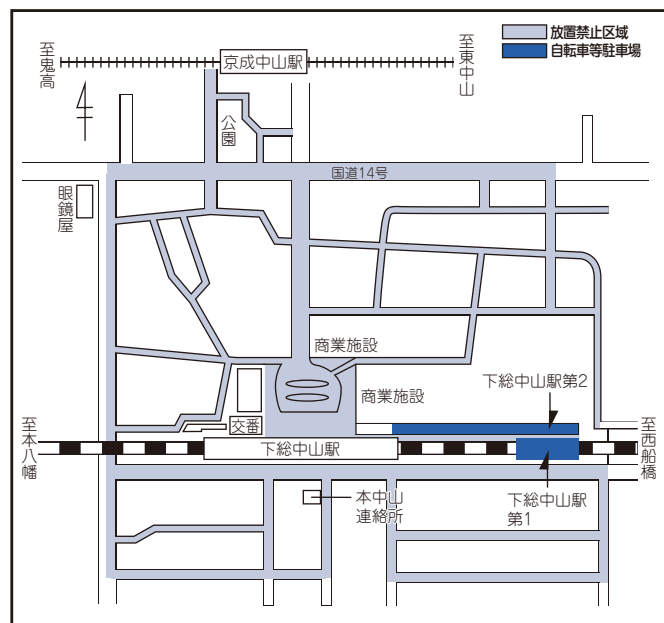 放置禁止区域
自転車等駐車場
至鬼高
京成中山駅
至東中山
公園
国道14号
眼鏡屋
商業施設
商業施設
下総中山駅第2
交番
至本八幡
下総中山駅
至西船橋
本中山
連絡所
下総中山駅
第1